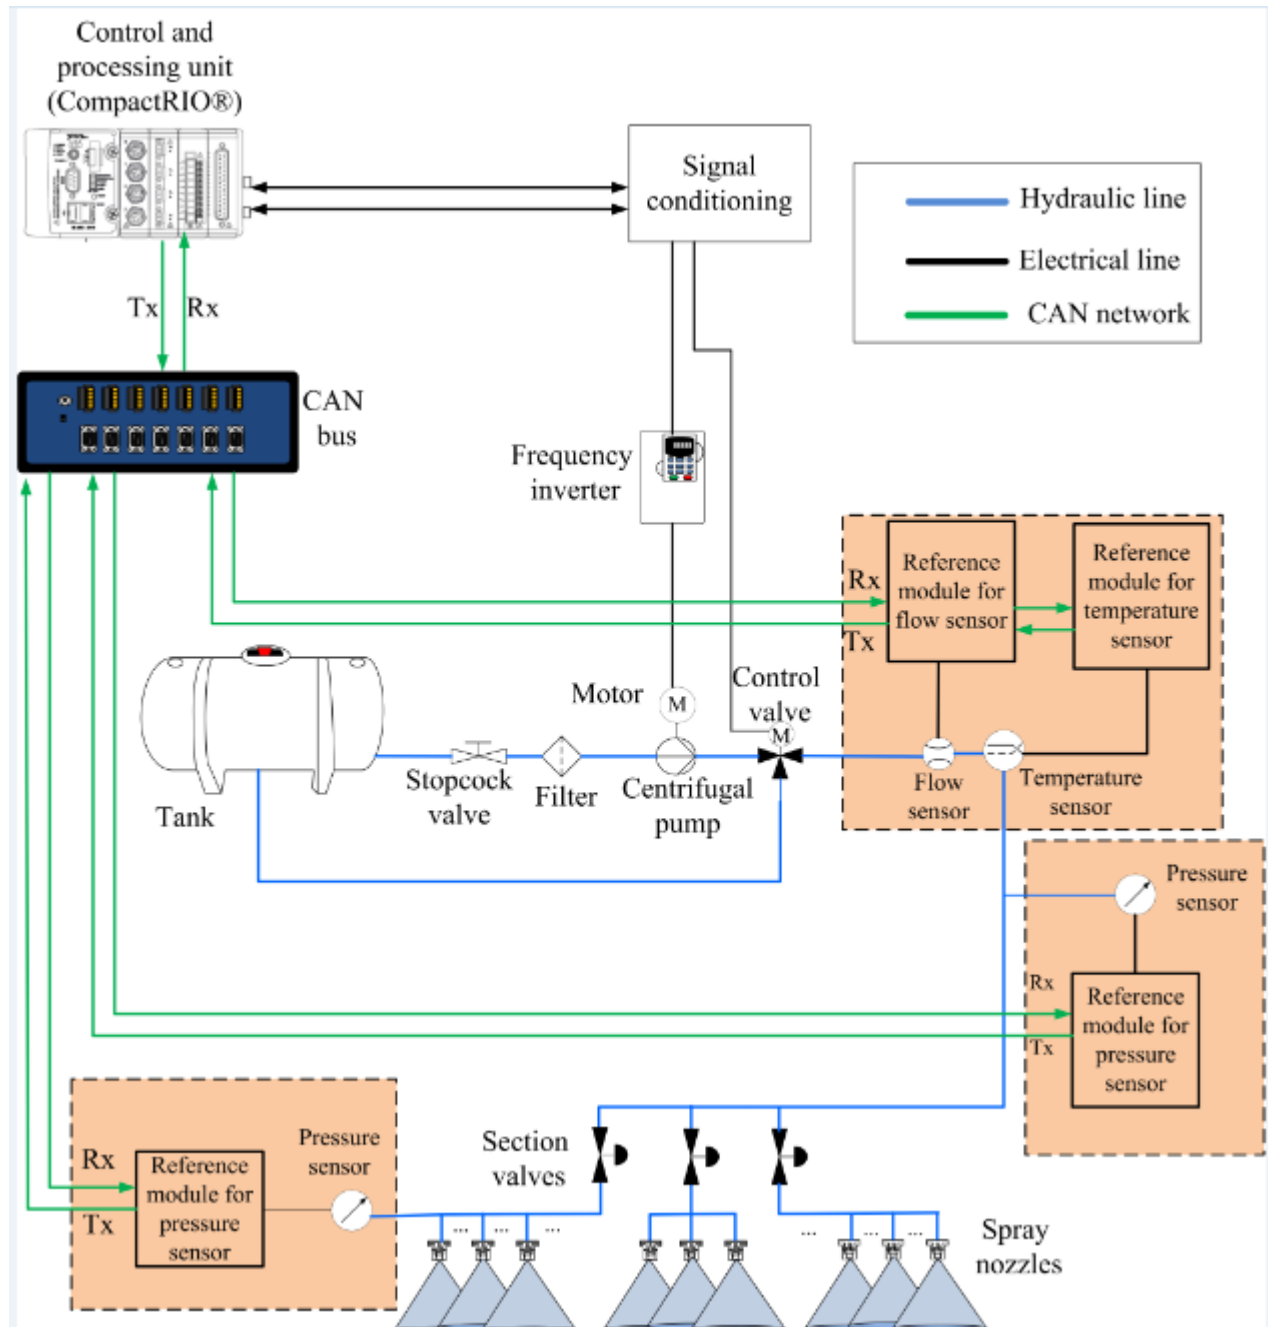 Control and
processing unit
(CompactRIO®)
Signal
conditioning
Hydraulic line
Electrical line
CAN network
Tx
Rx
CAN
bus
Frequency
inverter
Reference
module for
flow sensor
Reference
module for
temperature
sensor
Rx
Tx
Motor
M
Control
valve
M
Tank
Stopcock
valve
Filter
Centrifugal
pump
Flow
sensor
Temperature
sensor
Pressure
sensor
Rx
Tx
Reference
module for
pressure
sensor
Rx
Tx
Reference
module for
pressure
sensor
Pressure
sensor
Section
valves
... ... ...
... ... ...
Spray
nozzles